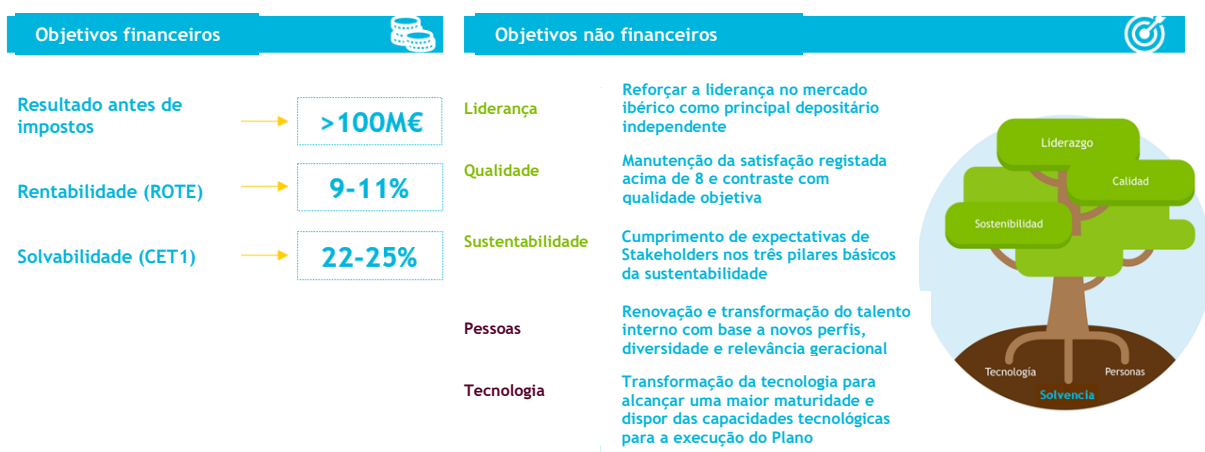 Objetivos financeiros
Resultado antes de
impostos
>100M€
Rentabilidade (ROTE)
9-11%
Solvabilidade (CET1)
22-25%
Objetivos não financeiros
Liderança
Reforçar a liderança no mercado
ibérico como principal depositário
independente
Qualidade
Manutenção da satisfação registada
acima de 8 e contraste com
qualidade objetiva
Sustentabilidade
Cumprimento de expectativas de
Stakeholders nos três pilares básicos
da sustentabilidade
Pessoas
Renovação e transformação do talento
interno com base a novos perfis,
diversidade e relevância geracional
Tecnologia
Transformação da tecnologia para
alcançar uma maior maturidade e
dispor das capacidades tecnológicas
para a execução do Plano
Liderazgo
Calidad
Sostenibilidad
Tecnología
Personas
Solvencia